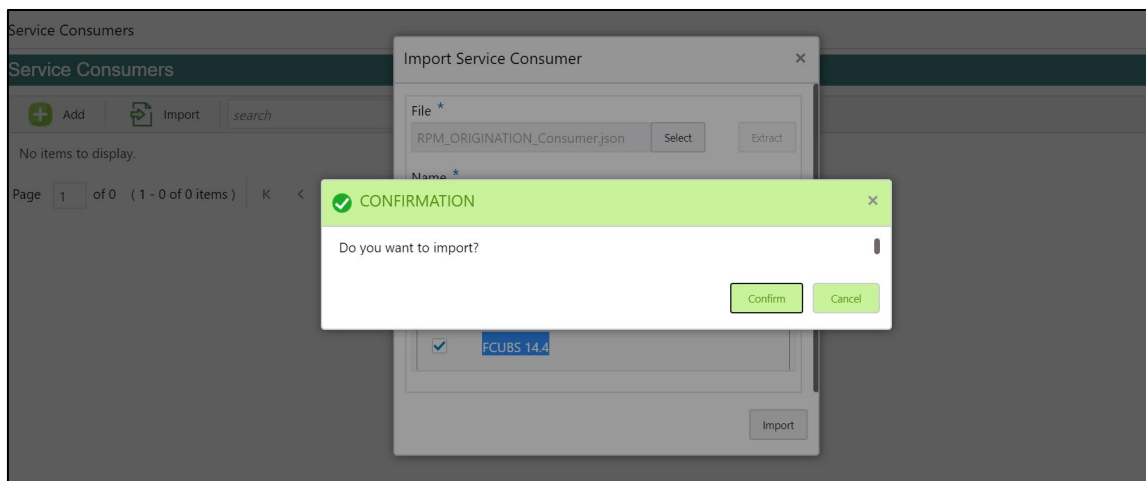 Service Consumers
Service Consumers
Add Import search
No items to display.
Page 1 of 0 (1 - 0 of 0 items)
Import Service Consumer
File *
RPM_ORIGINATION_Consumer.json Select Extract
Name *
CONFIRMATION
Do you want to import?
Confirm Cancel
FCUBS 14.4
Import